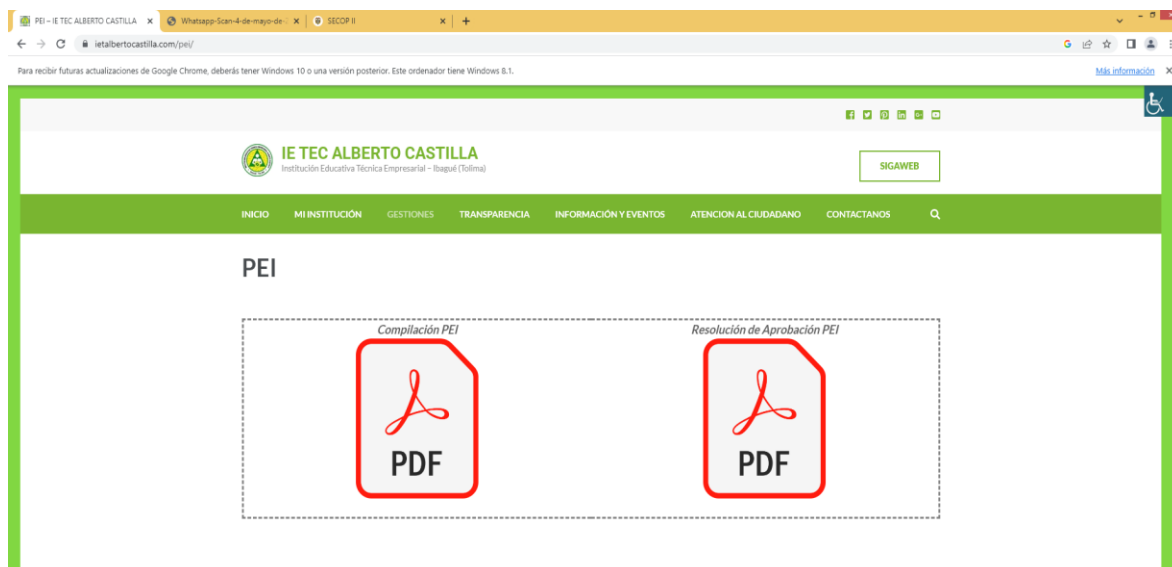 PEI – IE TEC ALBERTO CASTILLA
Whatsapp-Scan-4-de-mayo-de-
SECOP II
ietalbertocastilla.com/pei/
Para recibir futuras actualizaciones de Google Chrome, deberás tener Windows 10 o una versión posterior. Este ordenador tiene Windows 8.1.
Más información
IE TEC ALBERTO CASTILLA
Institución Educativa Técnica Empresarial – Ibagué (Tolima)
SIGAWEB
INICIO MI INSTITUCIÓN GESTIONES TRANSPARENCIA INFORMACIÓN Y EVENTOS ATENCION AL CIUDADANO CONTACTANOS
PEI
Compilación PEI Resolución de Aprobación PEI
PDF PDF